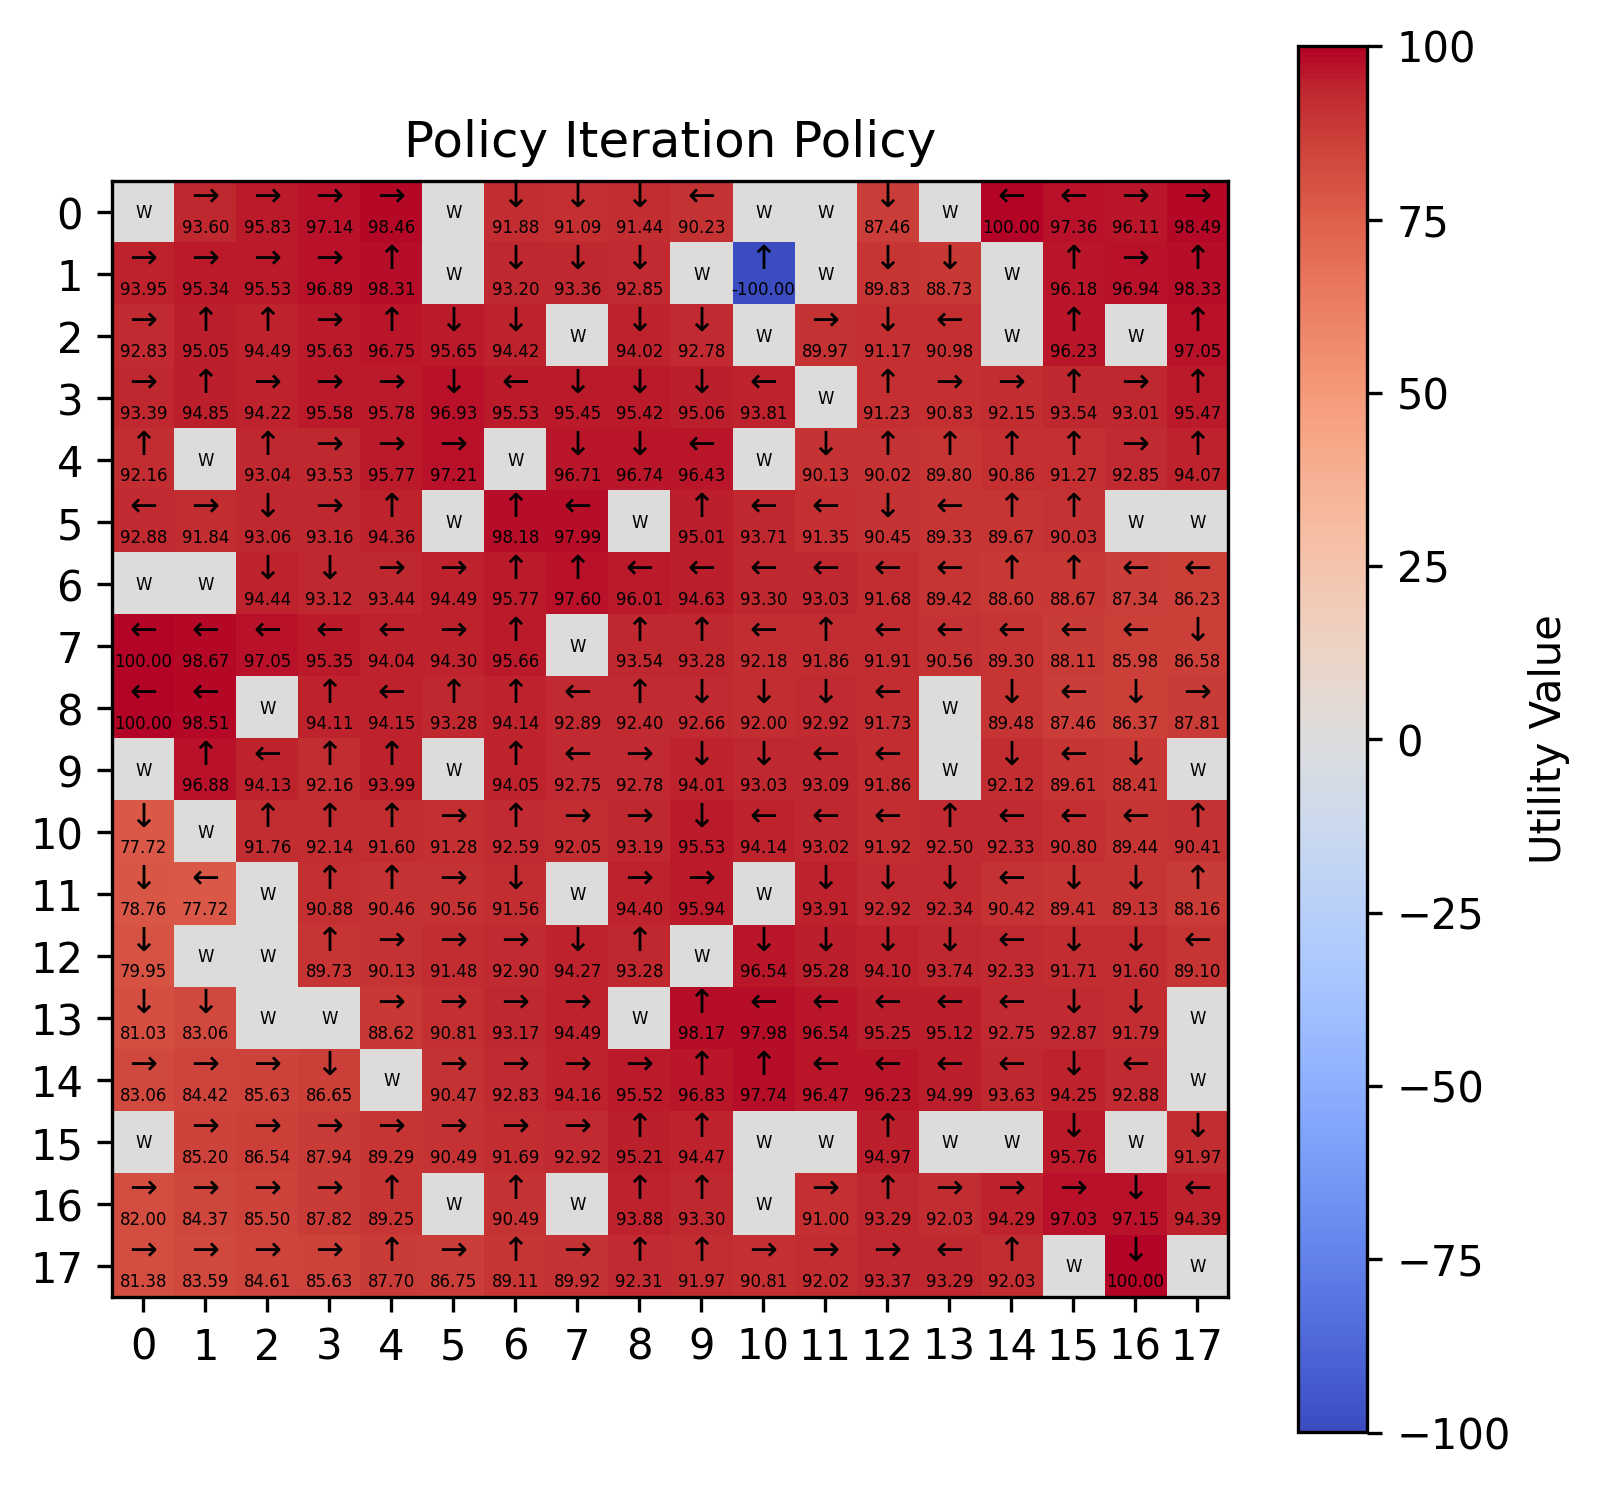 Policy Iteration Policy
0 W → → → → W ↓ ↓ ↓ ← W W ↓ W ← ← → →
93.60 95.83 97.14 98.46 91.88 91.09 91.44 90.23 87.46 100.00 97.36 96.11 98.49
1 → → → → ↑ W ↓ ↓ ↓ W ↑ W ↓ ↓ W ↑ → ↑
93.95 95.34 95.53 96.89 98.31 93.20 93.36 92.85 -100.00 89.83 88.73 96.18 96.94 98.33
2 → ↑ ↑ → ↑ ↓ ↓ W ↓ ↓ W → ↓ ← W ↑ W ↑
92.83 95.05 94.49 95.63 96.75 95.65 94.42 94.02 92.78 89.97 91.17 90.98 96.23 97.05
3 → ↑ → → → ↓ ← ↓ ↓ ↓ ← W ↑ → → ↑ → ↑
93.39 94.85 94.22 95.58 95.78 96.93 95.53 95.45 95.42 95.06 93.81 91.23 90.83 92.15 93.54 93.01 95.47
4 ↑ W ↑ → → → W ↓ ↓ ← W ↓ ↑ ↑ ↑ ↑ → ↑
92.16 93.04 93.53 95.77 97.21 96.71 96.74 96.43 90.13 90.02 89.80 90.86 91.27 92.85 94.07
5 ← → ↓ → ↑ W ↑ ← W ↑ ← ← ↓ ← ↑ ↑ W W
92.88 91.84 93.06 93.16 94.36 98.18 97.99 95.01 93.71 91.35 90.45 89.33 89.67 90.03
6 W W ↓ ↓ → → ↑ ↑ ← ← ← ← ← ← ↑ ↑ ← ←
94.44 93.12 93.44 94.49 95.77 97.60 96.01 94.63 93.30 93.03 91.68 89.42 88.60 88.67 87.34 86.23
7 ← ← ← ← ← → ↑ W ↑ ↑ ← ↑ ← ← ← ← ← ↓
100.00 98.67 97.05 95.35 94.04 94.30 95.66 93.54 93.28 92.18 91.86 91.91 90.56 89.30 88.11 85.98 86.58
8 ← ← W ↑ ← ↑ ↑ ← ↑ ↓ ↓ ↓ ← W ↓ ← ↓ →
100.00 98.51 94.11 94.15 93.28 94.14 92.89 92.40 92.66 92.00 92.92 91.73 89.48 87.46 86.37 87.81
9 W ↑ ← ↑ ↑ W ↑ ← → ↓ ↓ ← ← W ↓ ← ↓ W
96.88 94.13 92.16 93.99 94.05 92.75 92.78 94.01 93.03 93.09 91.86 92.12 89.61 88.41
10 ↓ W ↑ ↑ ↑ → ↑ → → ↓ ← ← ← ↑ ← ← ← ↑
77.72 91.76 92.14 91.60 91.28 92.59 92.05 93.19 95.53 94.14 93.02 91.92 92.50 92.33 90.80 89.44 90.41
11 ↓ ← W ↑ ↑ → ↓ W → → W ↓ ↓ ↓ ← ↓ ↓ ↑
78.76 77.72 90.88 90.46 90.56 91.56 94.40 95.94 93.91 92.92 92.34 90.42 89.41 89.13 88.16
12 ↓ W W ↑ → → → ↓ ↑ W ↓ ↓ ↓ ↓ ← ↓ ↓ ←
79.95 89.73 90.13 91.48 92.90 94.27 93.28 96.54 95.28 94.10 93.74 92.33 91.71 91.60 89.10
13 ↓ ↓ W W → → → → W ↑ ← ← ← ← ← ↓ ↓ W
81.03 83.06 88.62 90.81 93.17 94.49 98.17 97.98 96.54 95.25 95.12 92.75 92.87 91.79
14 → → → ↓ W → → → → ↑ ↑ ← ← ← ← ↓ ← W
83.06 84.42 85.63 86.65 90.47 92.83 94.16 95.52 96.83 97.74 96.47 96.23 94.99 93.63 94.25 92.88
15 W → → → → → → → ↑ ↑ W W ↑ W W ↓ W ↓
85.20 86.54 87.94 89.29 90.49 91.69 92.92 95.21 94.47 94.97 95.76 91.97
16 → → → → ↑ W ↑ W ↑ ↑ W → ↑ → → → ↓ ←
82.00 84.37 85.50 87.82 89.25 90.49 93.88 93.30 91.00 93.29 92.03 94.29 97.03 97.15 94.39
17 → → → → ↑ → ↑ → ↑ ↑ → → → ← ↑ W ↓ W
81.38 83.59 84.61 85.63 87.70 86.75 89.11 89.92 92.31 91.97 90.81 92.02 93.37 93.29 92.03 100.00
0 1 2 3 4 5 6 7 8 9 10 11 12 13 14 15 16 17
100
75
50
25
0
−25
−50
−75
−100
Utility Value